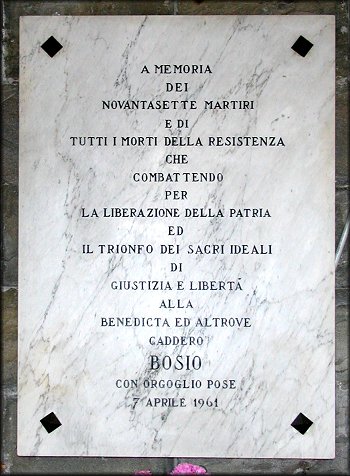 A MEMORIA
DEI
NOVANTASETTE MARTIRI
E DI
TUTTI I MORTI DELLA RESISTENZA
CHE
COMBATTENDO
PER
LA LIBERAZIONE DELLA PATRIA
ED
IL TRIONFO DEI SACRI IDEALI
DI
GIUSTIZIA E LIBERTÁ
ALLA
BENEDICTA ED ALTROVE
CADDERO
BOSIO
CON ORGOGLIO POSE
7 APRILE 1961